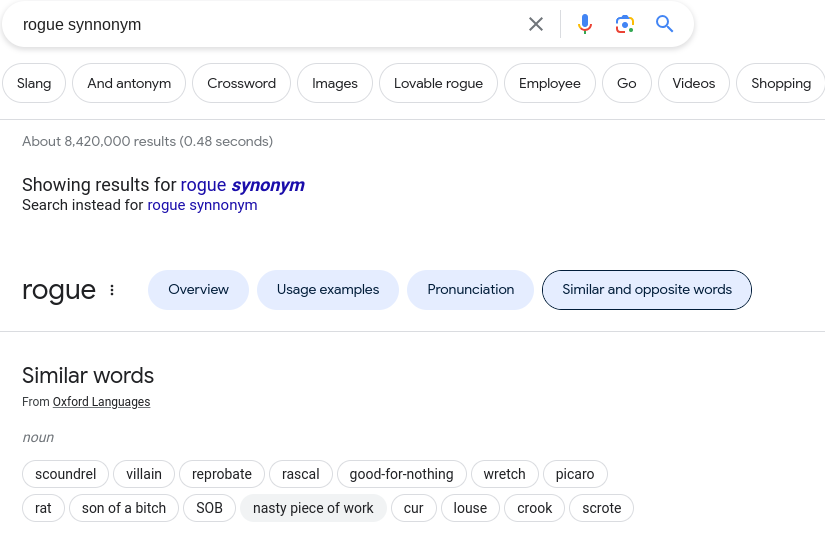 rogue synnonym
Slang And antonym Crossword Images Lovable rogue Employee Go Videos Shopping
About 8,420,000 results (0.48 seconds)
Showing results for rogue synonym
Search instead for rogue synnonym
rogue Overview Usage examples Pronunciation Similar and opposite words
Similar words
From Oxford Languages
noun
scoundrel villain reprobate rascal good-for-nothing wretch picaro
rat son of a bitch SOB nasty piece of work cur louse crook scrote